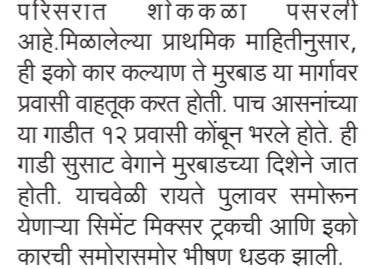 परिसरात शोककळा पसरली
आहे.मिळालेल्या प्राथमिक माहितीनुसार,
ही इको कार कल्याण ते मुरबाड या मार्गावर
प्रवासी वाहतूक करत होती. पाच आसनांच्या
या गाडीत १२ प्रवासी कोंबून भरले होते. ही
गाडी सुसाट वेगाने मुरबाडच्या दिशेने जात
होती. याचवेळी रायते पुलावर समोरून
येणाऱ्या सिमेंट मिक्सर ट्रकची आणि इको
कारची समोरासमोर भीषण धडक झाली.